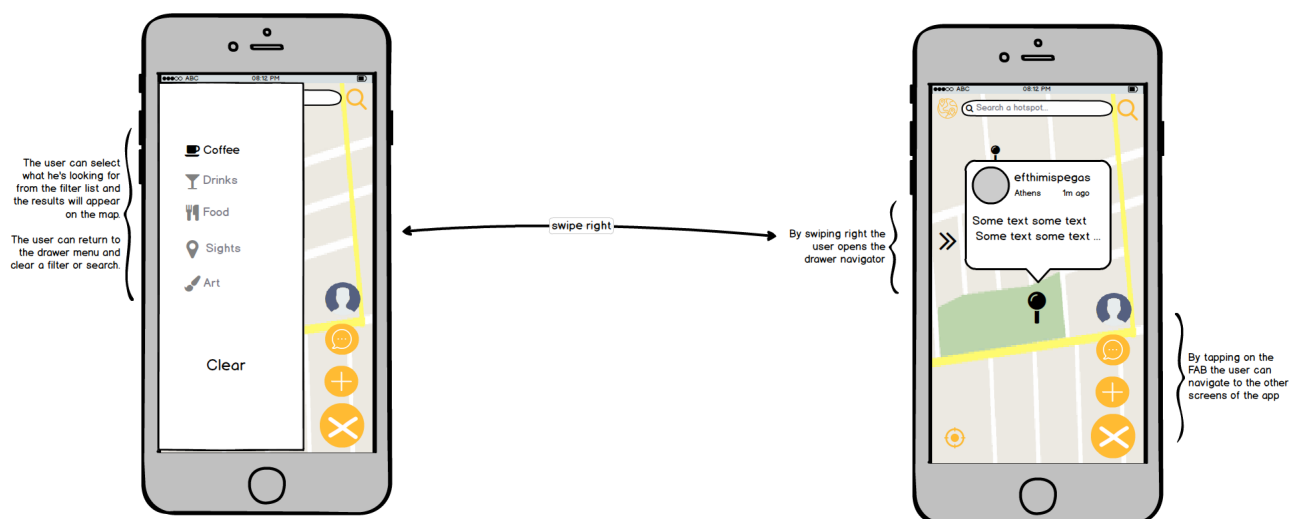 ABC 08:12 PM
Coffee
Drinks
Food
Sights
Art
Clear
The user can select
what he's looking for
from the filter list and
the results will appear
on the map.
The user can return to
the drawer menu and
clear a filter or search.
swipe right
By swiping right the
user opens the
drawer navigator
ABC 08:12 PM
Search a hotspot...
efthimispegas
Athens 1m ago
Some text some text
Some text some text ...
By tapping on the
FAB the user can
navigate to the other
screens of the app